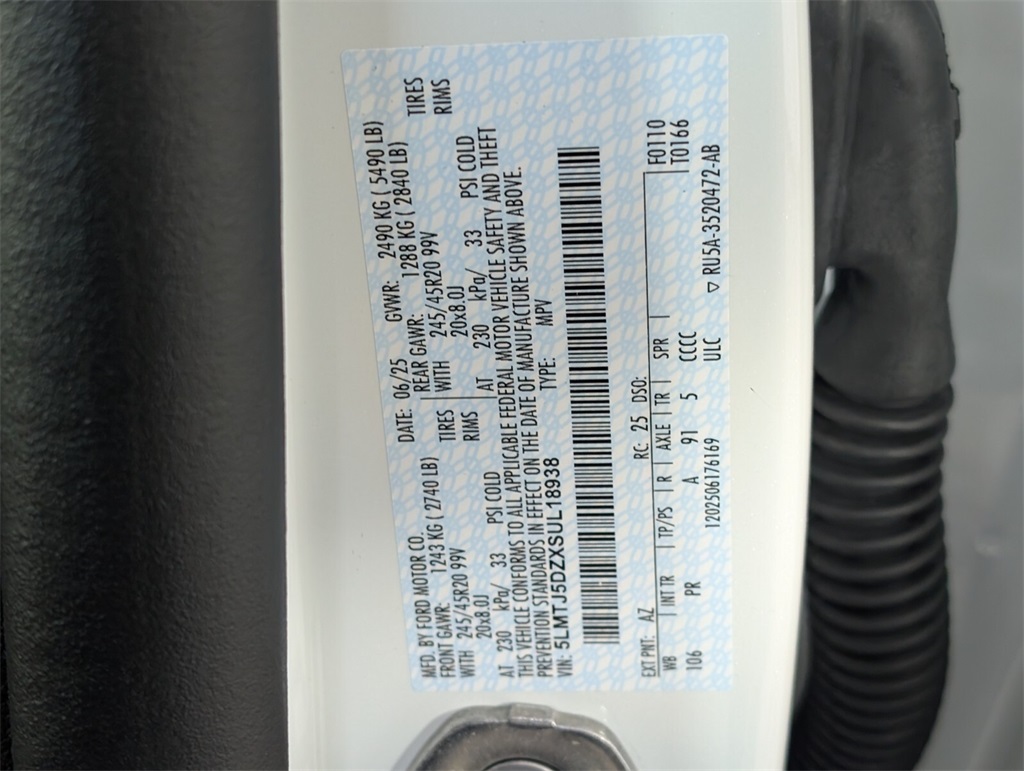 MFD. BY FORD MOTOR CO. DATE: 06/25 GVWR: 2490 KG ( 5490 LB)
FRONT GAWR: 1243 KG ( 2740 LB) REAR GAWR: 1288 KG ( 2840 LB)
WITH 245/45R20 99V TIRES WITH 245/45R20 99V TIRES
20x8.0J RIMS 20x8.0J RIMS
AT 230 kPa/ 33 PSI COLD AT 230 kPa/ 33 PSI COLD
THIS VEHICLE CONFORMS TO ALL APPLICABLE FEDERAL MOTOR VEHICLE SAFETY AND THEFT
PREVENTION STANDARDS IN EFFECT ON THE DATE OF MANUFACTURE SHOWN ABOVE.
VIN: 5LMTJ5DZXSUL18938 TYPE: MPV
EXT PNT: AZ RC: 25 DSO: F0110
WB INT TR TP/PS R AXLE TR SPR T0166
106 PR A 91 5 CCCC
1202506176169 ULC ▽ RU5A-3520472-AB